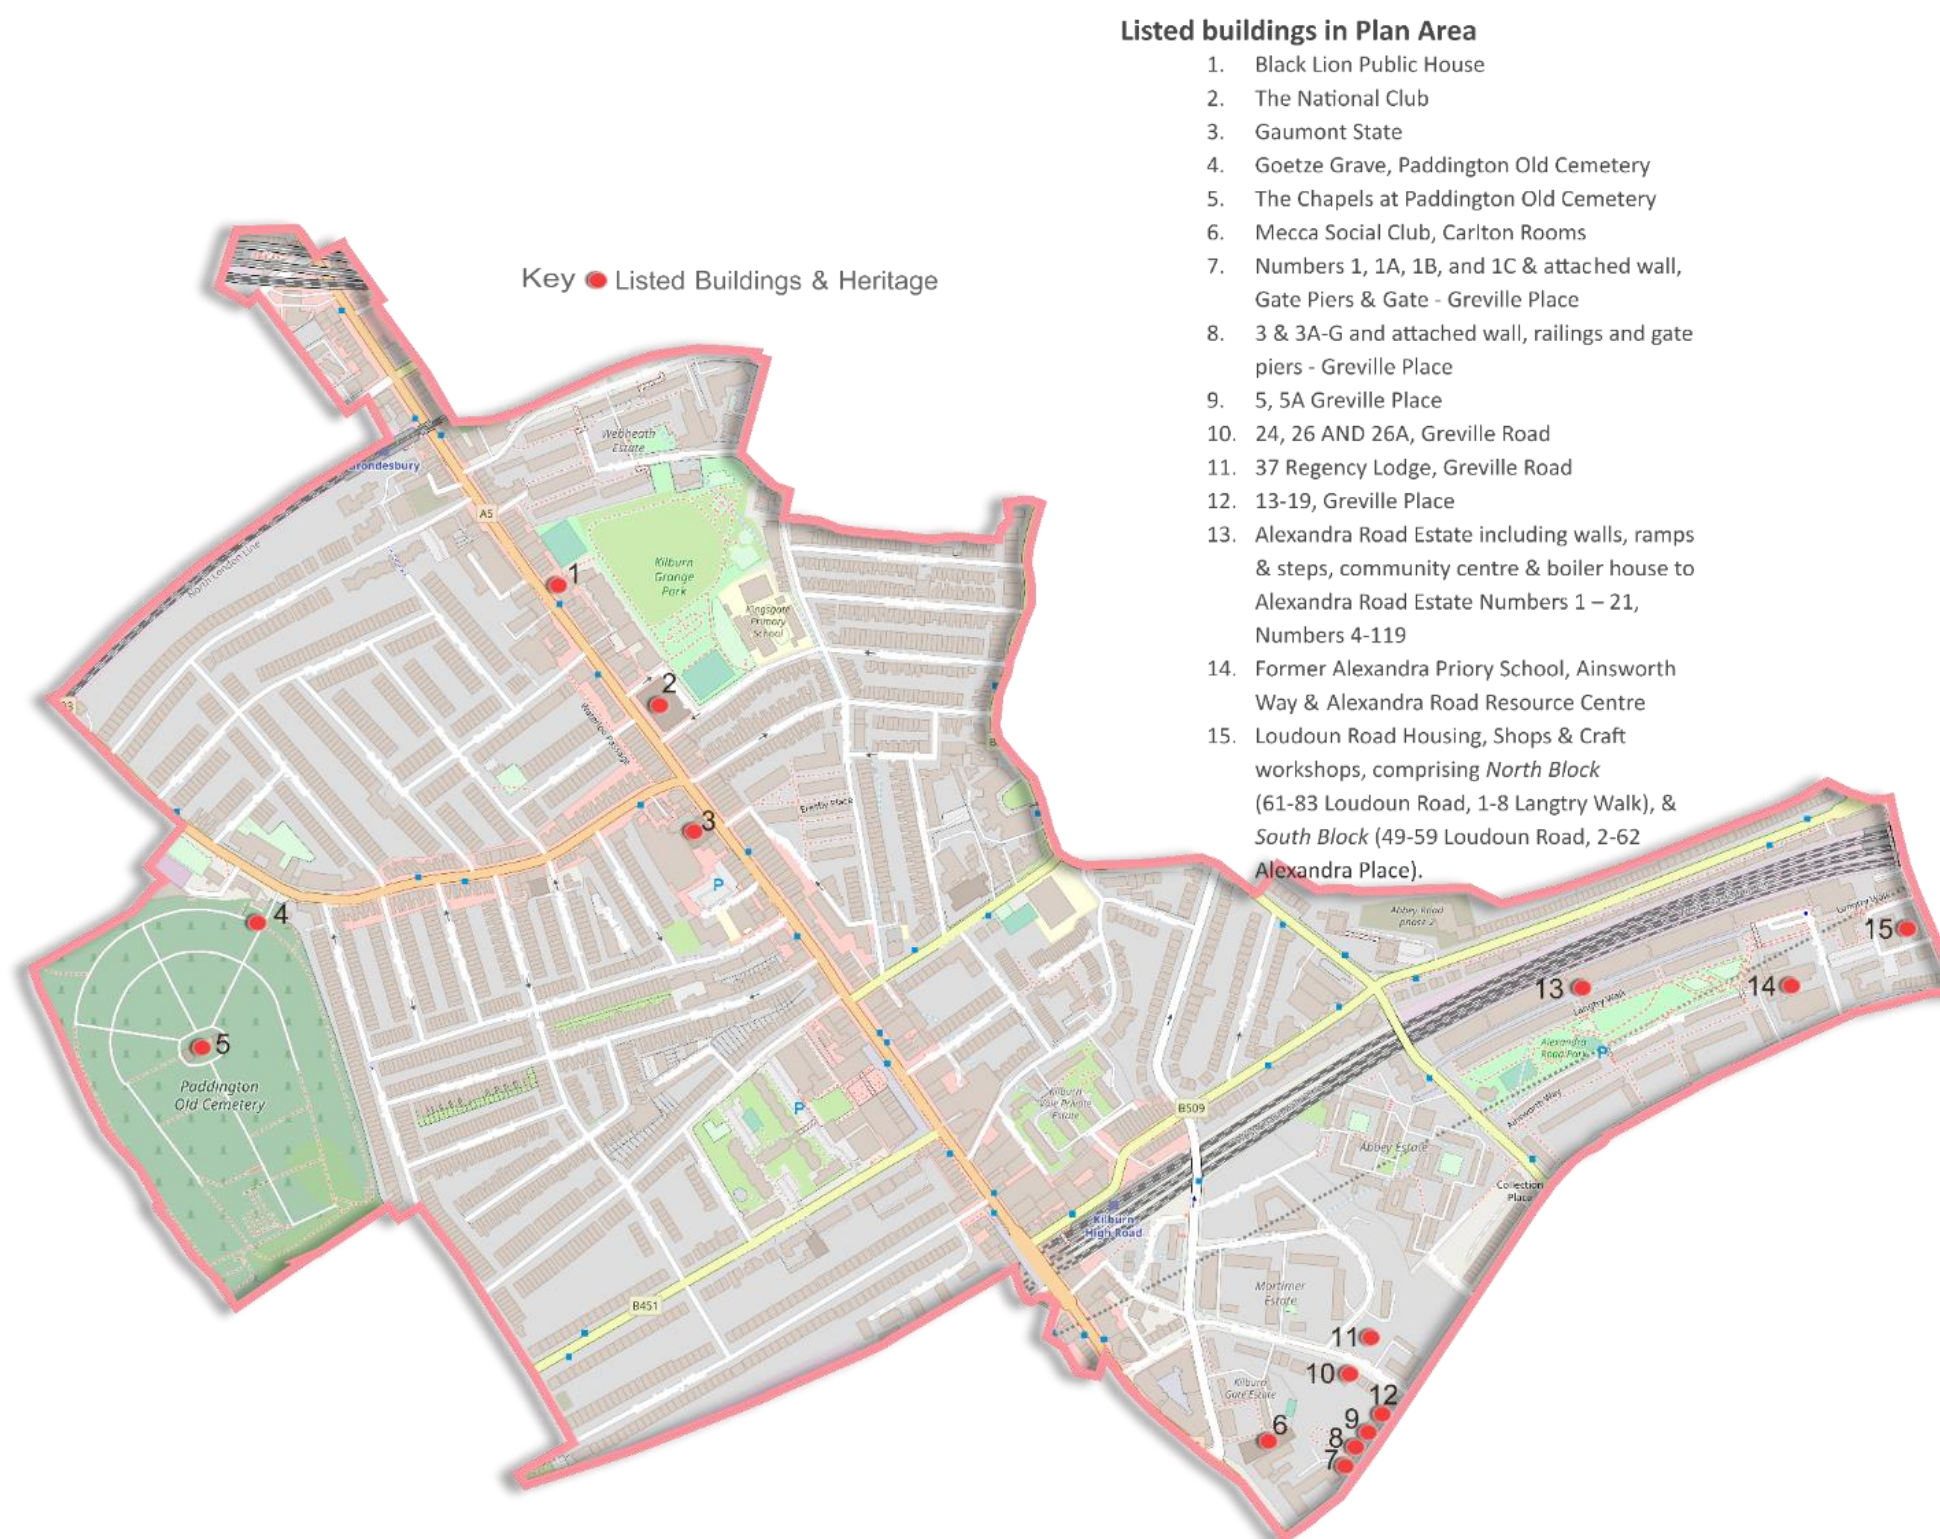 Listed buildings in Plan Area
1. Black Lion Public House
2. The National Club
3. Gaumont State
4. Goetze Grave, Paddington Old Cemetery
5. The Chapels at Paddington Old Cemetery
6. Mecca Social Club, Carlton Rooms
7. Numbers 1, 1A, 1B, and 1C & attached wall,
Gate Piers & Gate - Greville Place
8. 3 & 3A-G and attached wall, railings and gate
piers - Greville Place
9. 5, 5A Greville Place
10. 24, 26 AND 26A, Greville Road
11. 37 Regency Lodge, Greville Road
12. 13-19, Greville Place
13. Alexandra Road Estate including walls, ramps
& steps, community centre & boiler house to
Alexandra Road Estate Numbers 1 – 21,
Numbers 4-119
14. Former Alexandra Priory School, Ainsworth
Way & Alexandra Road Resource Centre
15. Loudoun Road Housing, Shops & Craft
workshops, comprising North Block
(61-83 Loudoun Road, 1-8 Langtry Walk), &
South Block (49-59 Loudoun Road, 2-62
Alexandra Place).
Key Listed Buildings & Heritage
Webheath
Estate
A5
North London Line
Kilburn
Grange
Park
1
Kingsgate
Primary
School
2
Waterloo Passage
3
P
4
5
Paddington
Old Cemetery
P
Kilburn
Vale Private
Estate
B509
Abbey Road
phase 2
Langtry Walk
15
14
13
Langtry Walk
Alexandra
Road Park
P
Ainsworth Way
Abbey Estate
Collection
Place
Kilburn
High Road
Mortimer
Estate
B451
11
10
Kilburn
Gate Estate
12
9
6
8
7